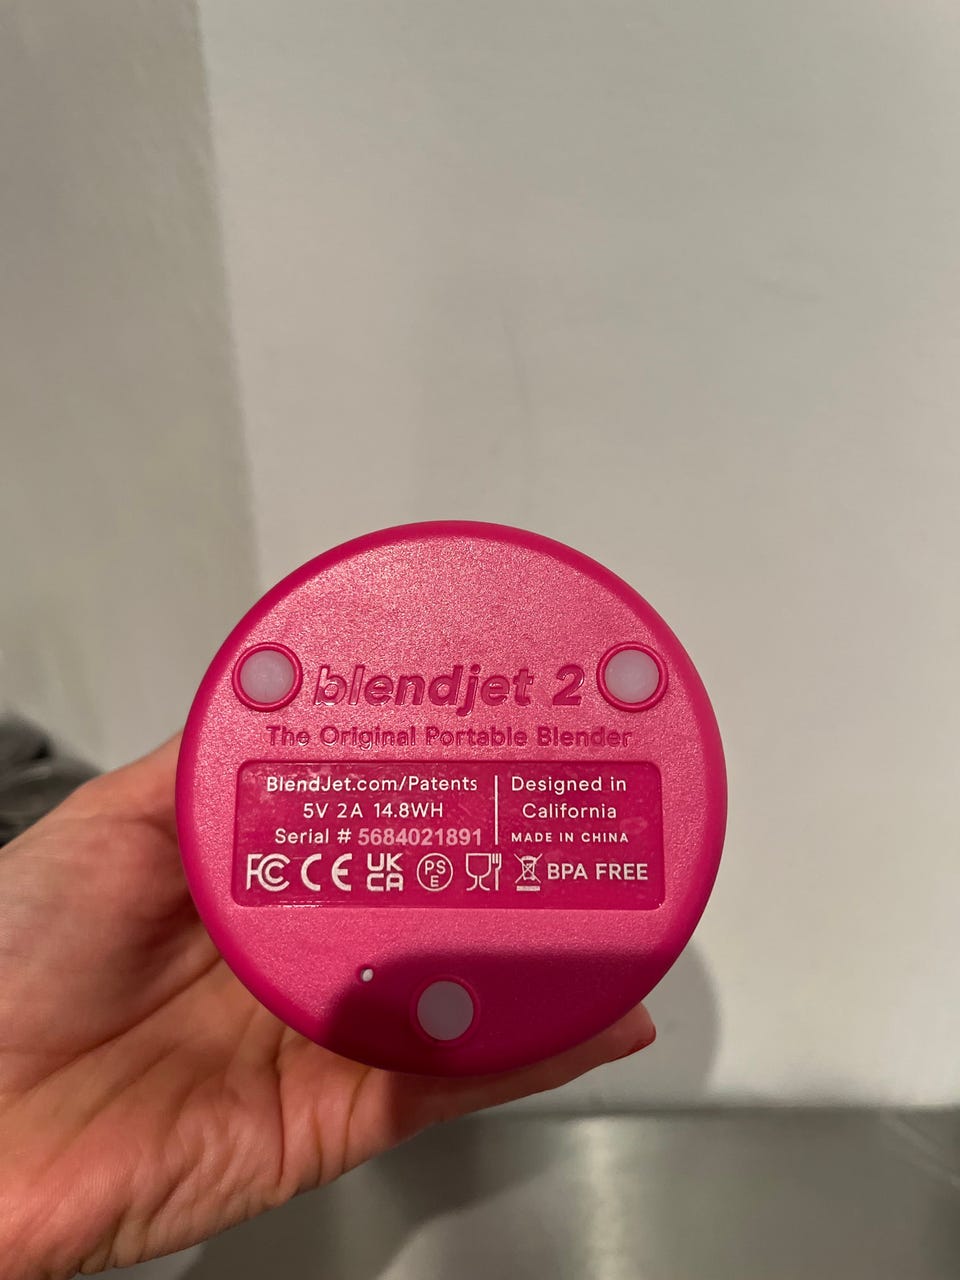 blendjet 2
The Original Portable Blender
BlendJet.com/Patents
5V 2A 14.8WH
Serial # 5684021891
Designed in
California
MADE IN CHINA
FC CE UK CA PS E BPA FREE